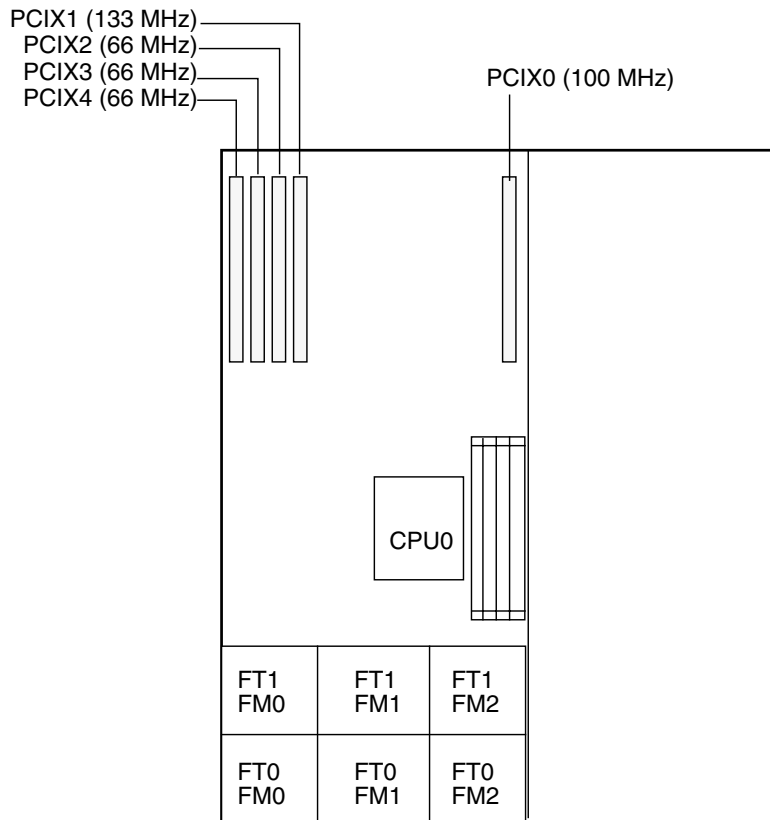 PCIX1 (133 MHz)
PCIX2 (66 MHz)
PCIX3 (66 MHz)
PCIX4 (66 MHz)
PCIX0 (100 MHz)
CPU0
FT1
FM0
FT1
FM1
FT1
FM2
FT0
FM0
FT0
FM1
FT0
FM2